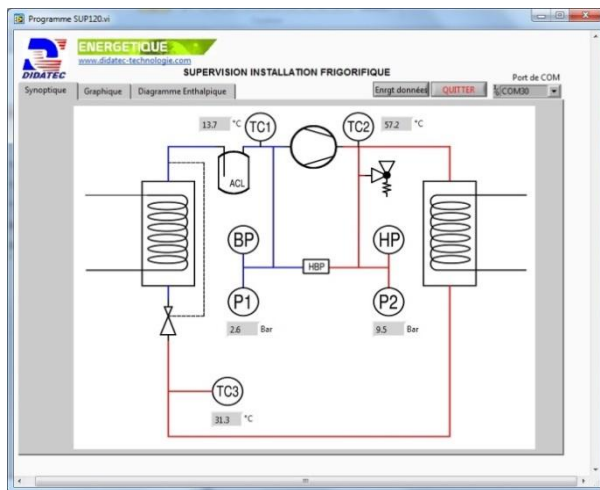 Programme SUP120.vi
DIDATEC
ENERGETIQUE
www.didatec-technologie.com
SUPERVISION INSTALLATION FRIGORIFIQUE
Port de COM
Synoptique Graphique Diagramme Enthalpique Enrgt données QUITTER COM30
13.7 °C TC1 TC2 57.2 °C
ACL
BP HP
HBP
P1 P2
2.6 Bar 9.5 Bar
TC3
31.3 °C